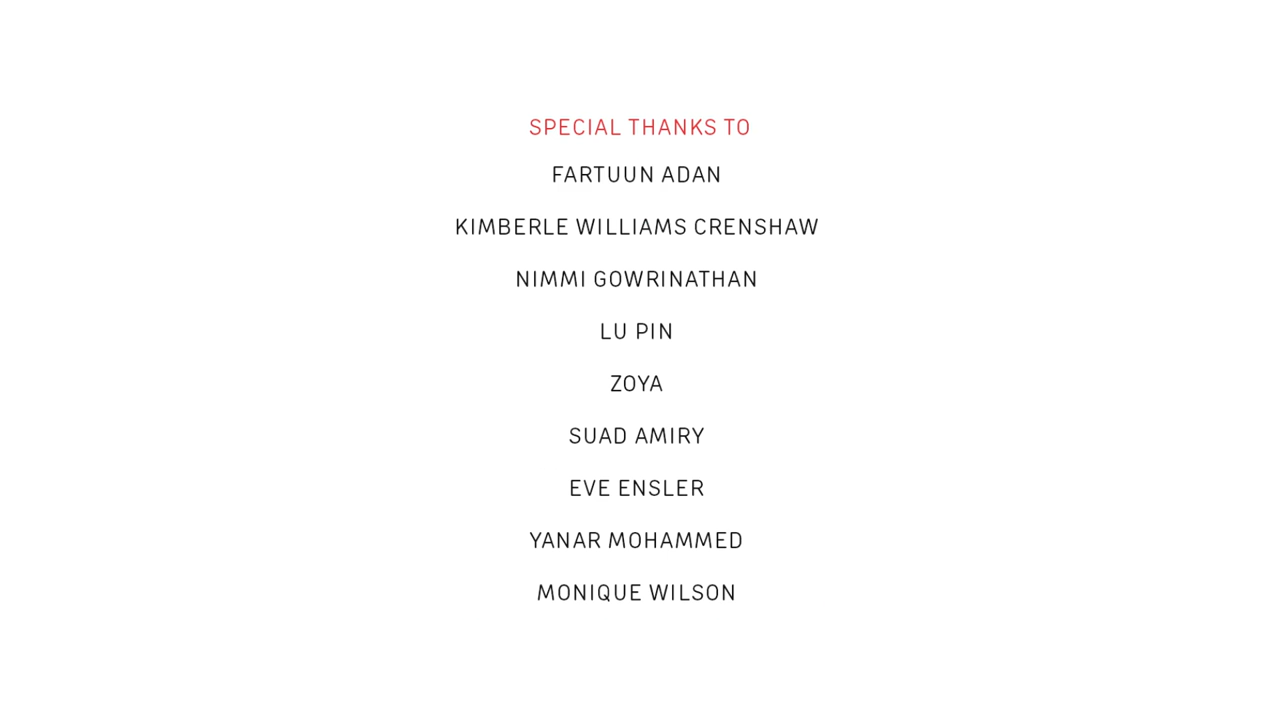 SPECIAL THANKS TO
FARTUUN ADAN
KIMBERLE WILLIAMS CRENSHAW
NIMMI GOWRINATHAN
LU PIN
ZOYA
SUAD AMIRY
EVE ENSLER
YANAR MOHAMMED
MONIQUE WILSON